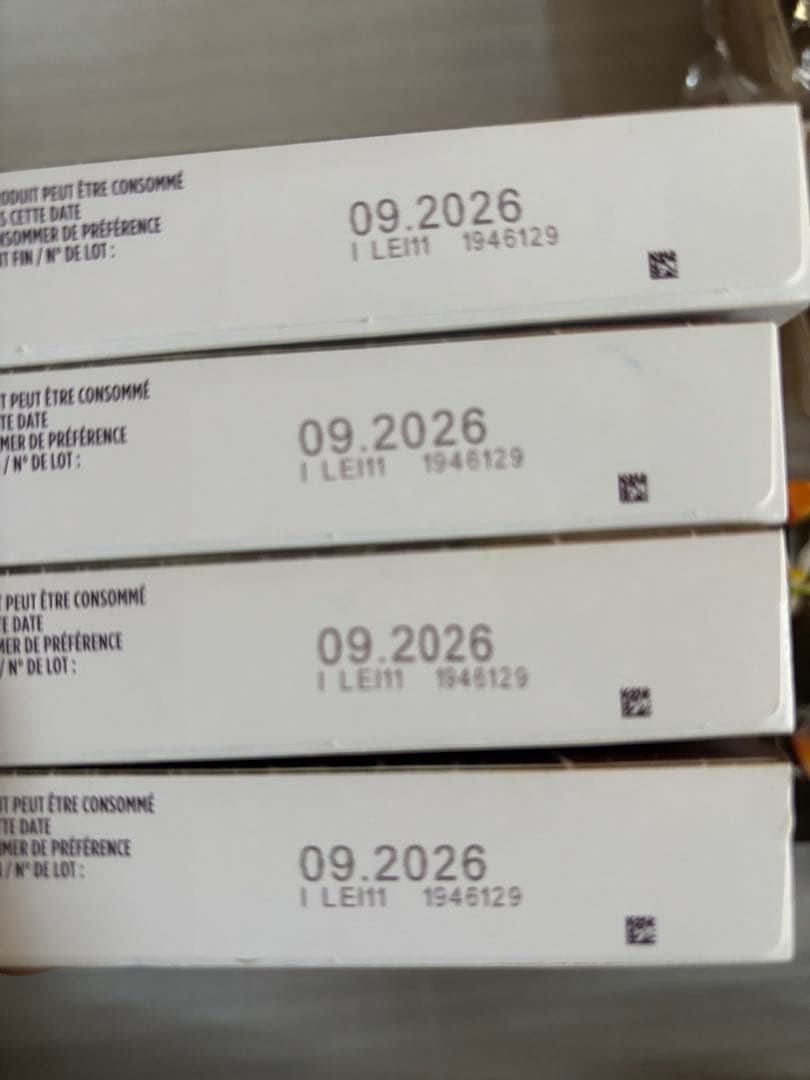 ODUIT PEUT ÊTRE CONSOMMÉ
S CETTE DATE
NSOMMER DE PRÉFÉRENCE
T FIN / N° DE LOT :
09.2026
I LEI11 1946129
T PEUT ÊTRE CONSOMMÉ
TE DATE
MER DE PRÉFÉRENCE
/ N° DE LOT :
09.2026
I LEI11 1946129
PEUT ÊTRE CONSOMMÉ
E DATE
MER DE PRÉFÉRENCE
/ N° DE LOT :
09.2026
I LEI11 1946129
IT PEUT ÊTRE CONSOMMÉ
TE DATE
MER DE PRÉFÉRENCE
/ N° DE LOT :
09.2026
I LEI11 1946129